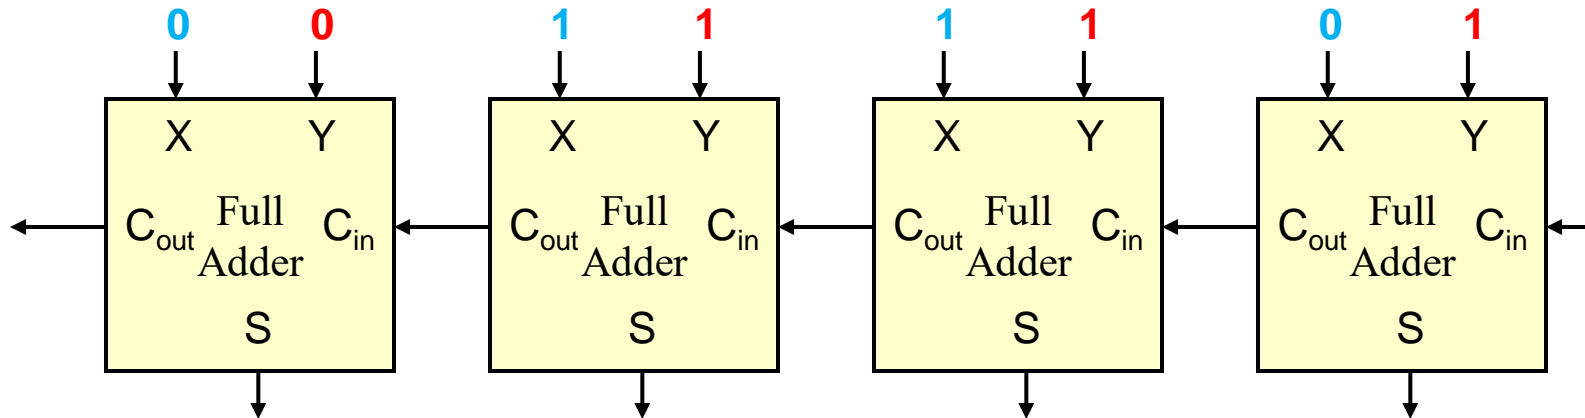 0 0 1 1 1 1 0 1
X Y X Y X Y X Y
Cout Full Adder Cin Cout Full Adder Cin Cout Full Adder Cin Cout Full Adder Cin
S S S S